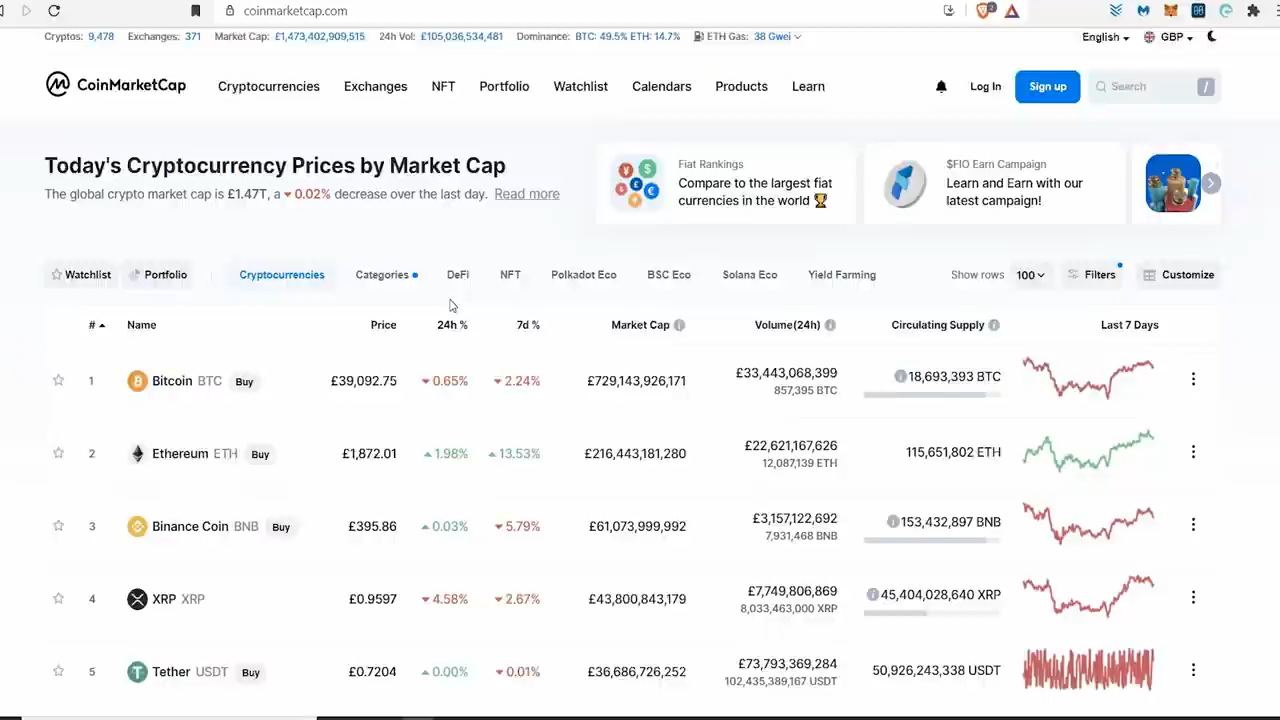 coinmarketcap.com
Cryptos: 9,478 Exchanges: 371 Market Cap: £1,473,402,909,515 24h Vol: £105,036,534,481 Dominance: BTC: 49.5% ETH: 14.7% ETH Gas: 38 Gwei English GBP
CoinMarketCap Cryptocurrencies Exchanges NFT Portfolio Watchlist Calendars Products Learn Log In Sign up Search /
Today's Cryptocurrency Prices by Market Cap
The global crypto market cap is £1.47T, a 0.02% decrease over the last day. Read more
Fiat Rankings
Compare to the largest fiat
currencies in the world
$FIO Earn Campaign
Learn and Earn with our
latest campaign!
Watchlist Portfolio Cryptocurrencies Categories DeFi NFT Polkadot Eco BSC Eco Solana Eco Yield Farming Show rows 100 Filters Customize
# Name Price 24h % 7d % Market Cap Volume(24h) Circulating Supply Last 7 Days
1 Bitcoin BTC Buy £39,092.75 0.65% 2.24% £729,143,926,171 £33,443,068,399 18,693,393 BTC
857,395 BTC
2 Ethereum ETH Buy £1,872.01 1.98% 13.53% £216,443,181,280 £22,621,167,626 115,651,802 ETH
12,087,139 ETH
3 Binance Coin BNB Buy £395.86 0.03% 5.79% £61,073,999,992 £3,157,122,692 153,432,897 BNB
7,931,468 BNB
4 XRP XRP £0.9597 4.58% 2.67% £43,800,843,179 £7,749,806,869 45,404,028,640 XRP
8,033,463,000 XRP
5 Tether USDT Buy £0.7204 0.00% 0.01% £36,686,726,252 £73,793,369,284 50,926,243,338 USDT
102,435,389,167 USDT